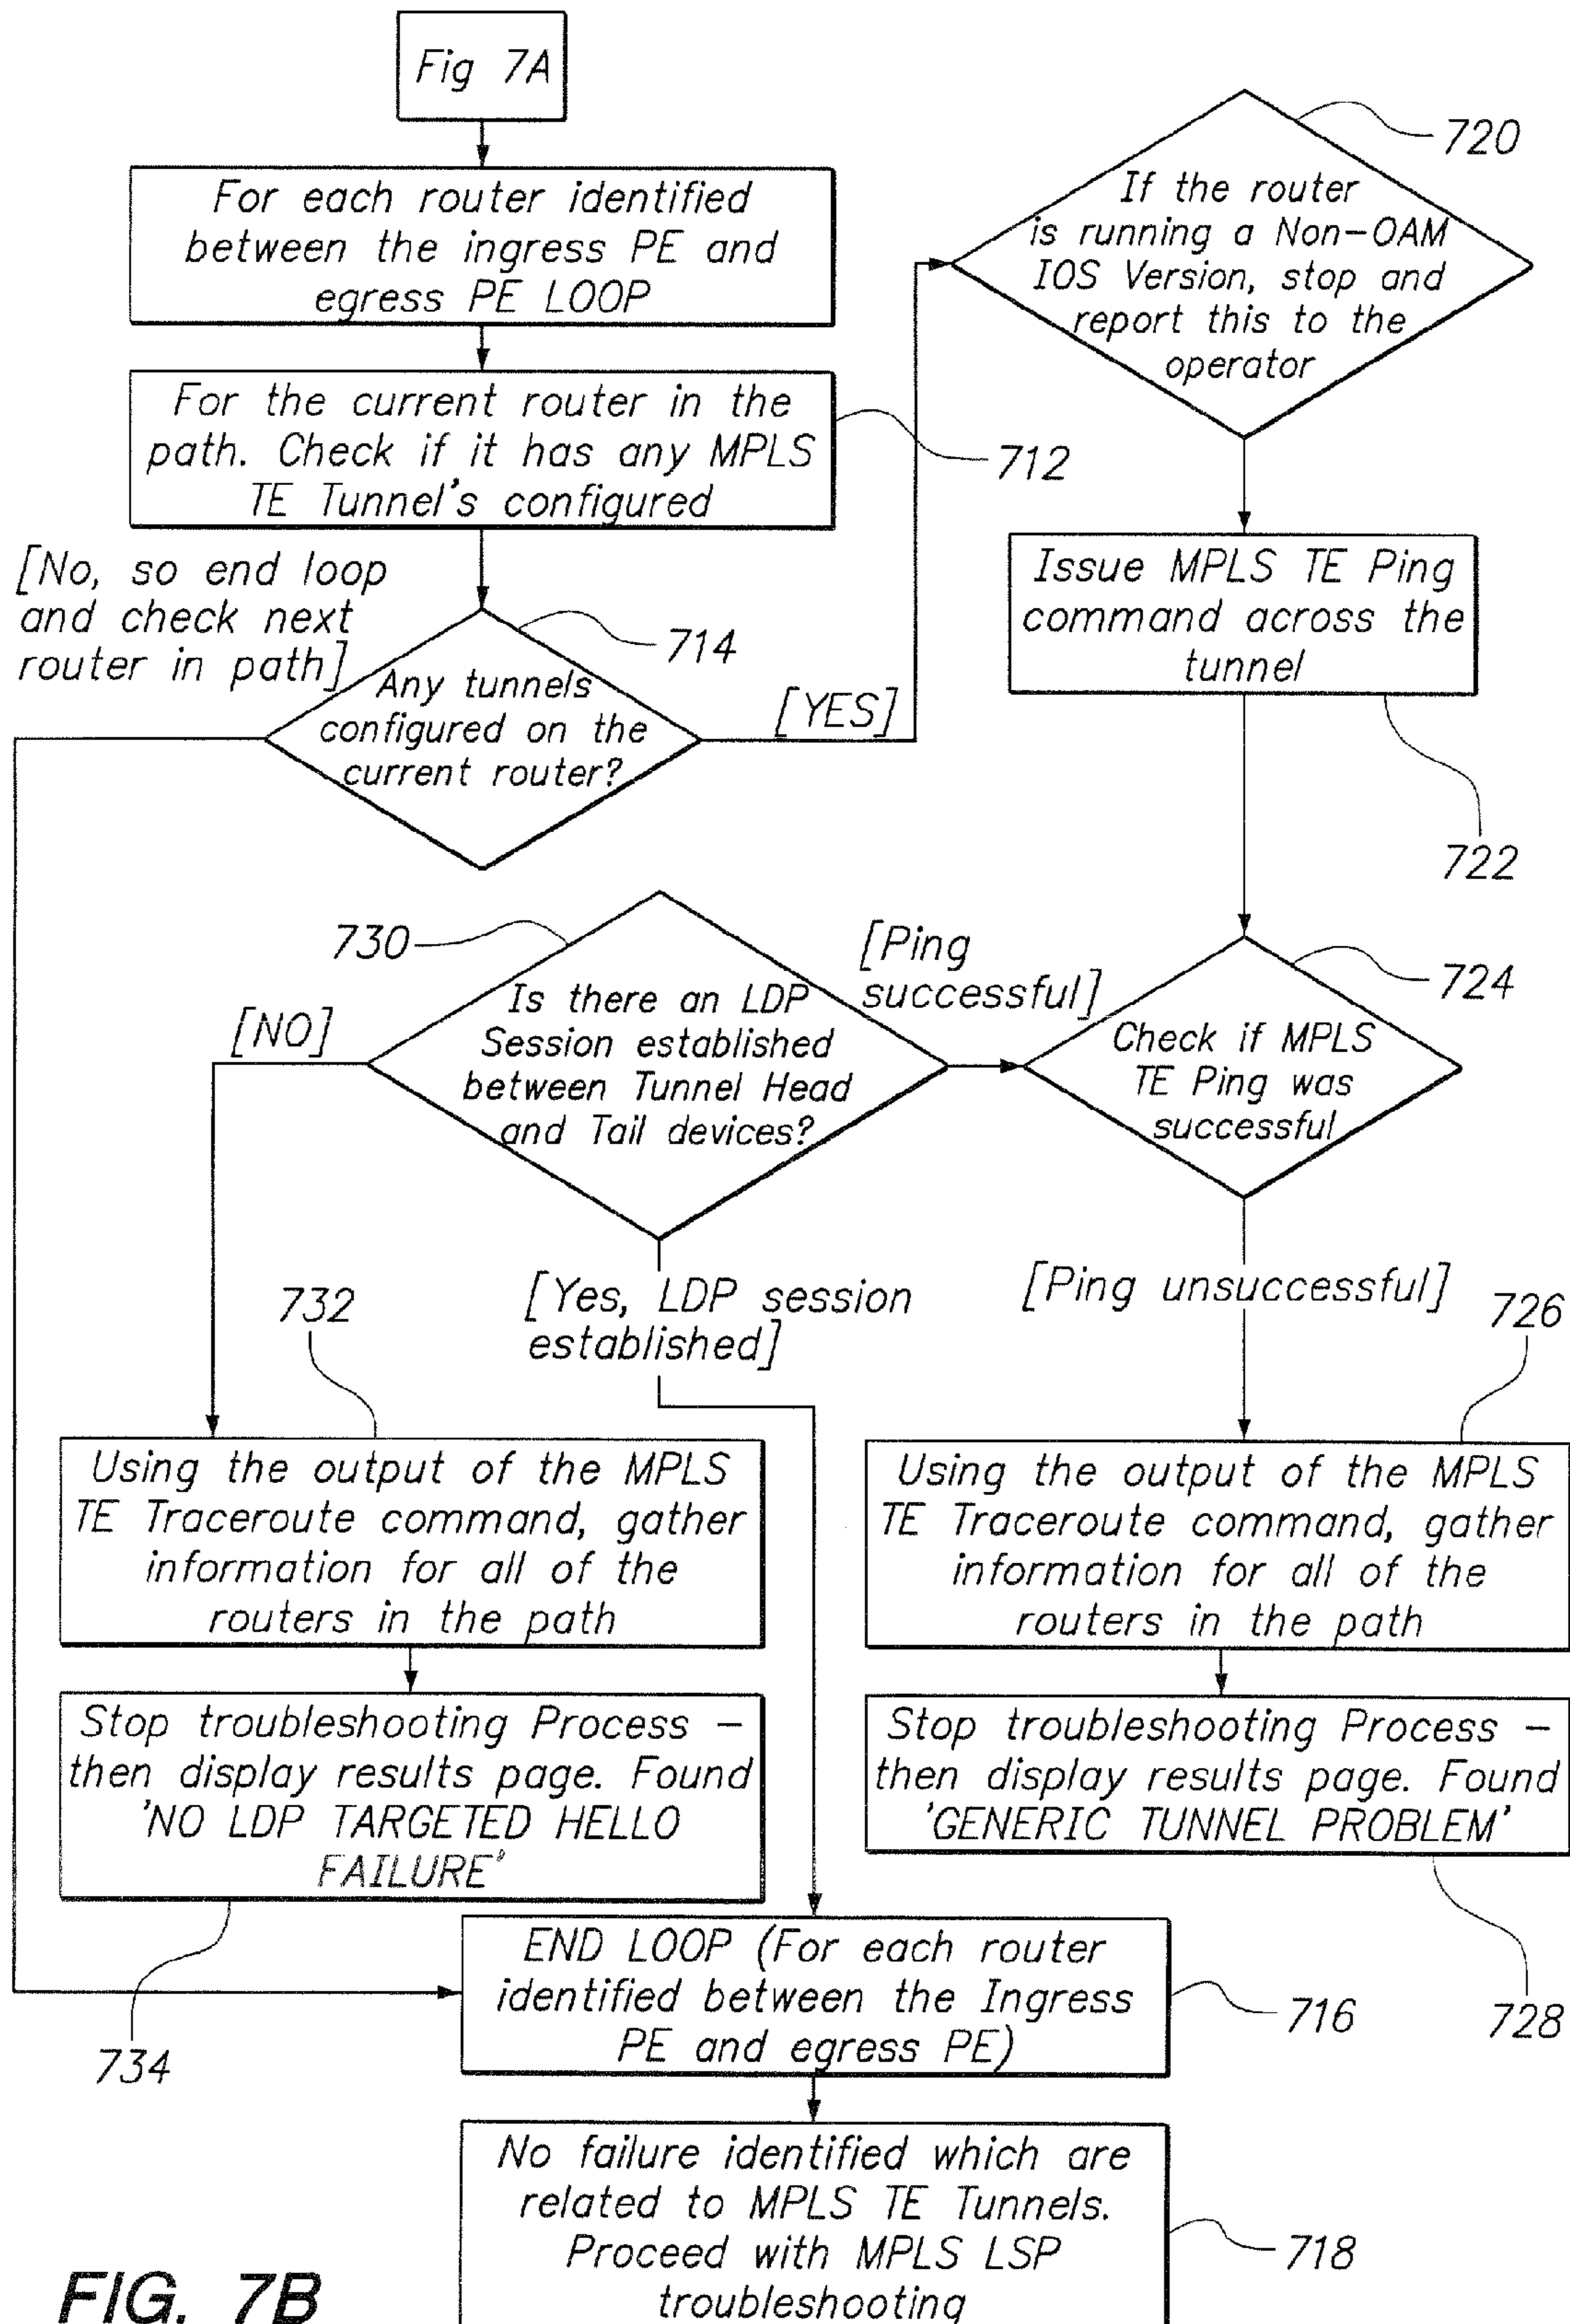 Fig 7A
For each router identified
between the ingress PE and
egress PE LOOP
For the current router in the
path. Check if it has any MPLS
TE Tunnel's configured
712
[No, so end loop
and check next
router in path]
714
Any tunnels
configured on the
current router?
[YES]
720
If the router
is running a Non-OAM
IOS Version, stop and
report this to the
operator
Issue MPLS TE Ping
command across the
tunnel
722
730
Is there an LDP
Session established
between Tunnel Head
and Tail devices?
[Ping
successful]
724
Check if MPLS
TE Ping was
successful
[NO]
[Yes, LDP session
established]
[Ping unsuccessful]
732
726
Using the output of the MPLS
TE Traceroute command, gather
information for all of the
routers in the path
Using the output of the MPLS
TE Traceroute command, gather
information for all of the
routers in the path
Stop troubleshooting Process –
then display results page. Found
'NO LDP TARGETED HELLO
FAILURE'
734
Stop troubleshooting Process –
then display results page. Found
'GENERIC TUNNEL PROBLEM'
728
END LOOP (For each router
identified between the Ingress
PE and egress PE)
716
No failure identified which are
related to MPLS TE Tunnels.
Proceed with MPLS LSP
troubleshooting
718
FIG. 7B